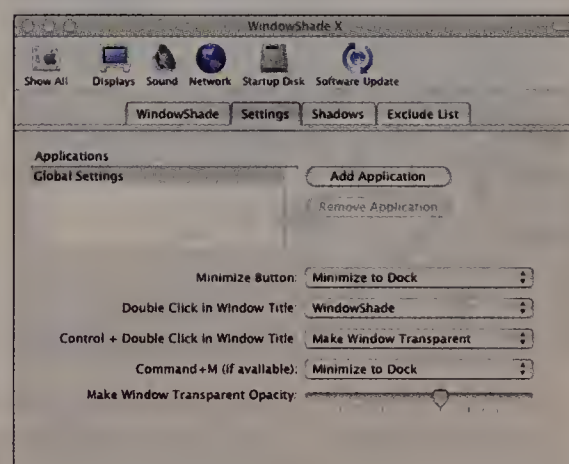 WindowShade X
Show All Displays Sound Network Startup Disk Software Update
WindowShade Settings Shadows Exclude List
Applications
Global Settings
Add Application
Remove Application
Minimize Button: Minimize to Dock
Double Click in Window Title: WindowShade
Control + Double Click in Window Title Make Window Transparent
Command+M (if available): Minimize to Dock
Make Window Transparent Opacity: